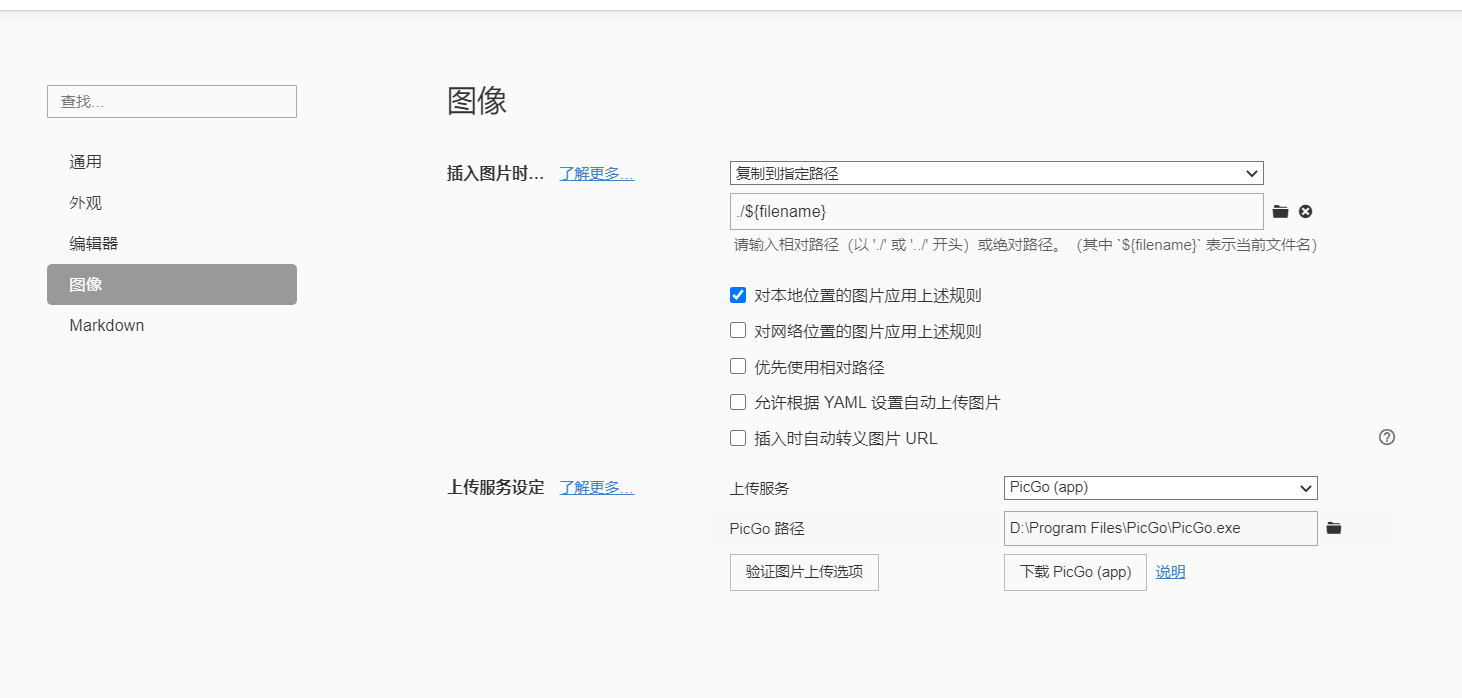 查找...
通用
外观
编辑器
图像
Markdown
图像
插入图片时... 了解更多... 复制到指定路径
./${filename}
请输入相对路径（以 './' 或 '../' 开头）或绝对路径。（其中 `${filename}` 表示当前文件名）
对本地位置的图片应用上述规则
对网络位置的图片应用上述规则
优先使用相对路径
允许根据 YAML 设置自动上传图片
插入时自动转义图片 URL
上传服务设定 了解更多... 上传服务 PicGo (app)
PicGo 路径 D:\Program Files\PicGo\PicGo.exe
验证图片上传选项 下载 PicGo (app) 说明